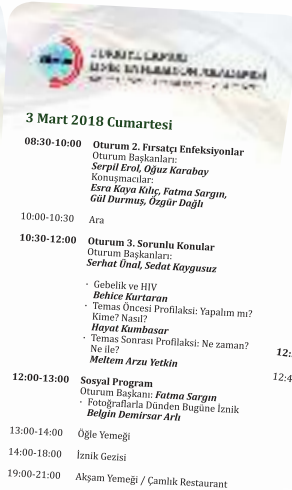 3 Mart 2018 Cumartesi
08:30-10:00 Oturum 2. Fırsatçı Enfeksiyonlar
Oturum Başkanları:
Serpil Erol, Oğuz Karabay
Konuşmacılar:
Esra Kaya Kılıç, Fatma Sargın,
Gül Durmuş, Özgür Dağlı
10:00-10:30 Ara
10:30-12:00 Oturum 3. Sorunlu Konular
Oturum Başkanları:
Serhat Ünal, Sedat Kaygusuz
- Gebelik ve HIV
Behice Kurtaran
- Temas Öncesi Profilaksi: Yapalım mı?
Kime? Nasıl?
Hayat Kumbasar
- Temas Sonrası Profilaksi: Ne zaman?
Ne ile?
Meltem Arzu Yetkin
12:00-13:00 Sosyal Program
Oturum Başkanı: Fatma Sargın
- Fotoğraflarla Dünden Bugüne İznik
Belgin Demirsar Arlı
13:00-14:00 Öğle Yemeği
14:00-18:00 İznik Gezisi
19:00-21:00 Akşam Yemeği / Çamlık Restaurant